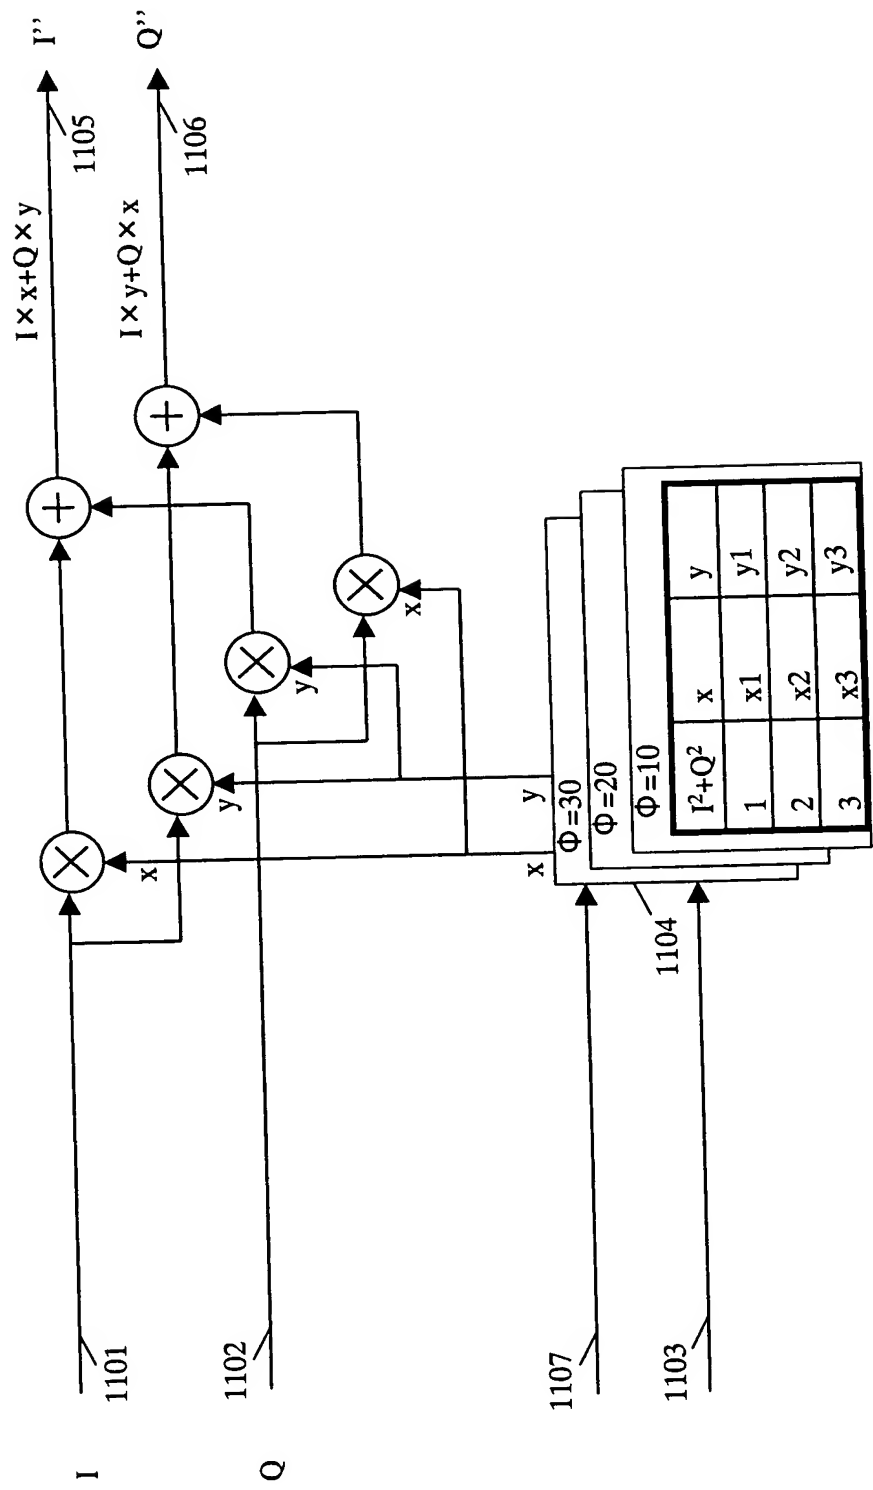 I
1101
Q
1102
1107
1103
x
y
y
x
I×x+Q×y
1105
I’’
I×y+Q×x
1106
Q’’
x
y
1104
Φ=30
Φ=20
Φ=10
I²+Q² x y
1 x1 y1
2 x2 y2
3 x3 y3